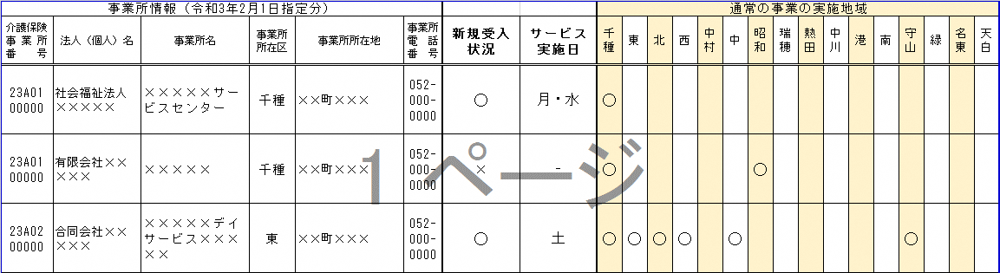 事業所情報（令和3年2月1日指定分） 通常の事業の実施地域
介護保険事業所番号 法人（個人）名 事業所名 事業所所在区 事業所所在地 事業所電話番号 新規受入状況 サービス実施日 千種 東 北 西 中村 中 昭和 瑞穂 熱田 中川 港 南 守山 緑 名東 天白
23A0100000 社会福祉法人××××× ×××××サービスセンター 千種 ××町××× 052-000-0000 ○ 月・水 ○
23A0100000 有限会社××××× ××××× 千種 ××町××× 052-000-0000 × - ○ ○
23A0200000 合同会社××××× ×××××デイサービス××××× 東 ××町××× 052-000-0000 ○ 土 ○ ○ ○ ○ ○ ○
1 ページ